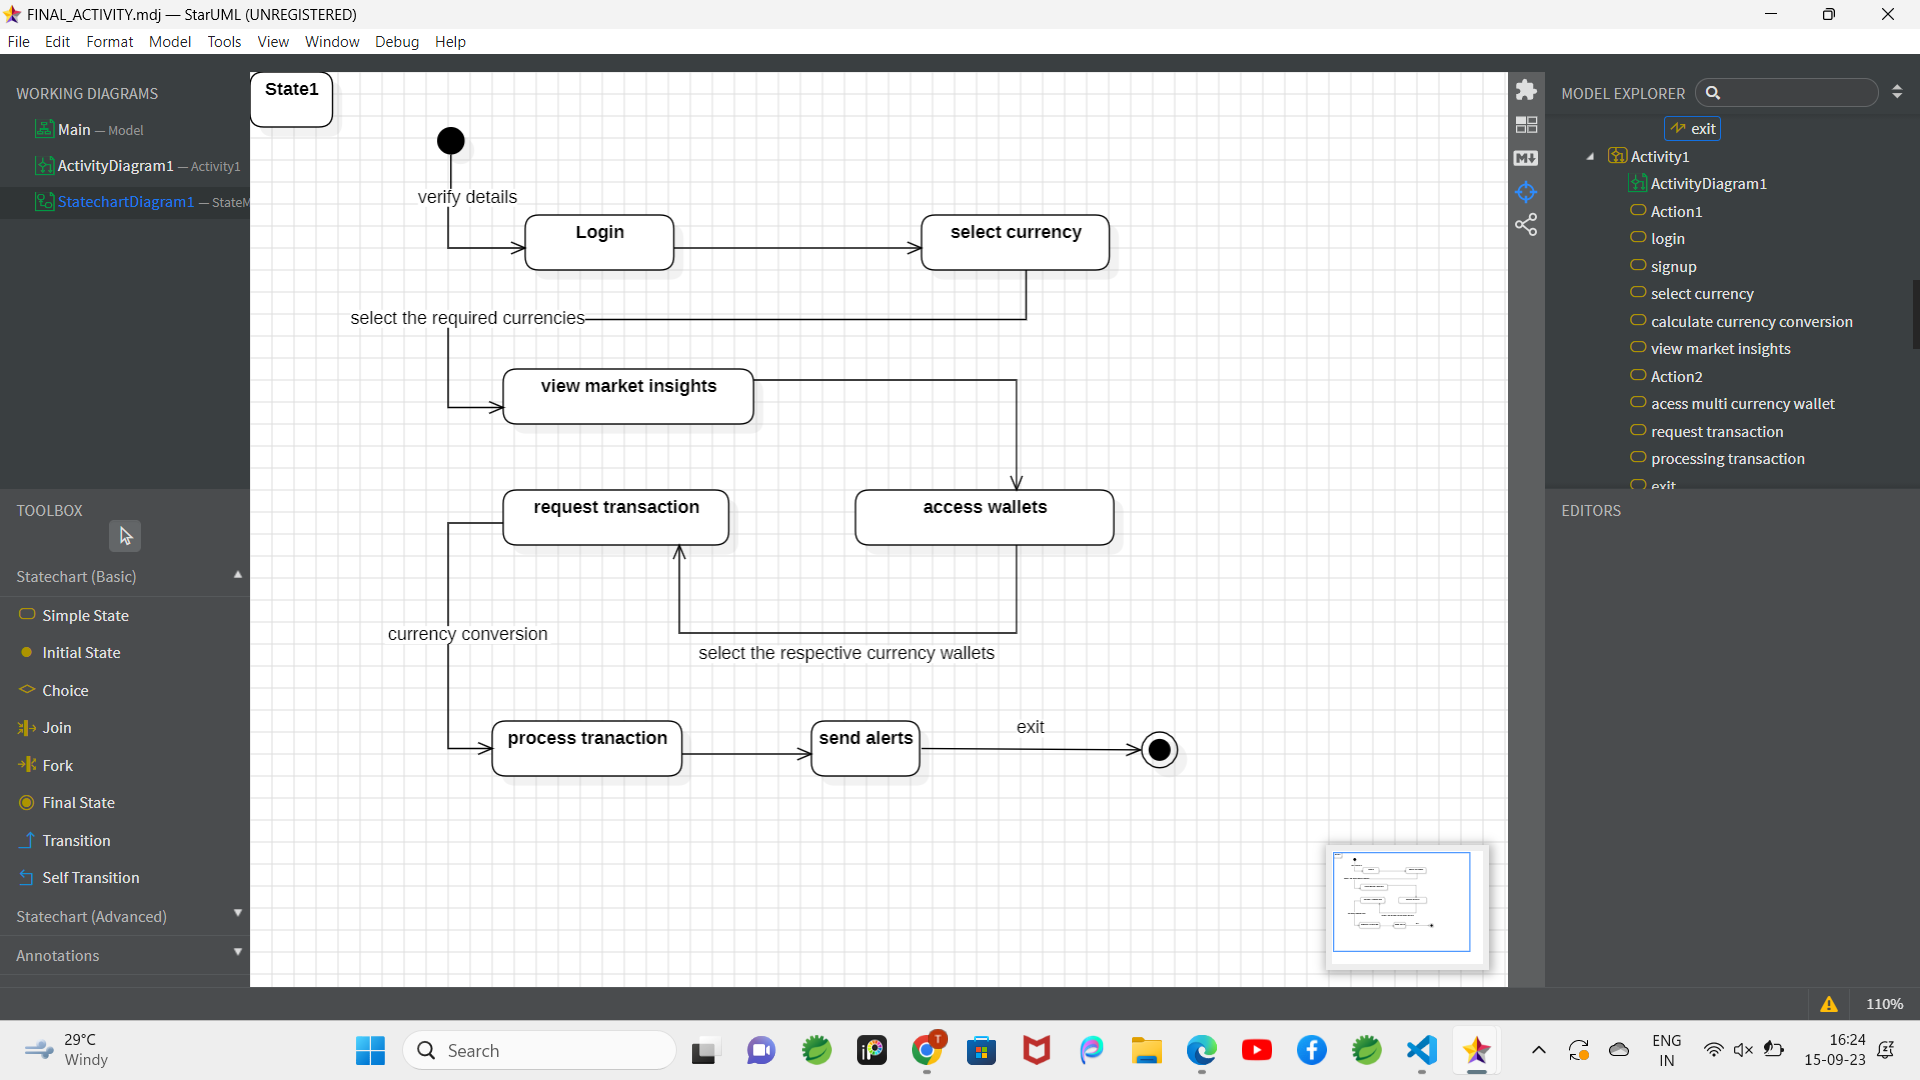 FINAL_ACTIVITY.mdj — StarUML (UNREGISTERED)
File Edit Format Model Tools View Window Debug Help
WORKING DIAGRAMS
Main — Model
ActivityDiagram1 — Activity1
StatechartDiagram1 — StateM
TOOLBOX
Statechart (Basic)
Simple State
Initial State
Choice
Join
Fork
Final State
Transition
Self Transition
Statechart (Advanced)
Annotations
State1
verify details
Login
select currency
select the required currencies
view market insights
request transaction
access wallets
currency conversion
select the respective currency wallets
process tranaction
send alerts
exit
MODEL EXPLORER
exit
Activity1
ActivityDiagram1
Action1
login
signup
select currency
calculate currency conversion
view market insights
Action2
acess multi currency wallet
request transaction
processing transaction
exit
EDITORS
110%
29°C
Windy
Search
T
ENG
IN
16:24
15-09-23